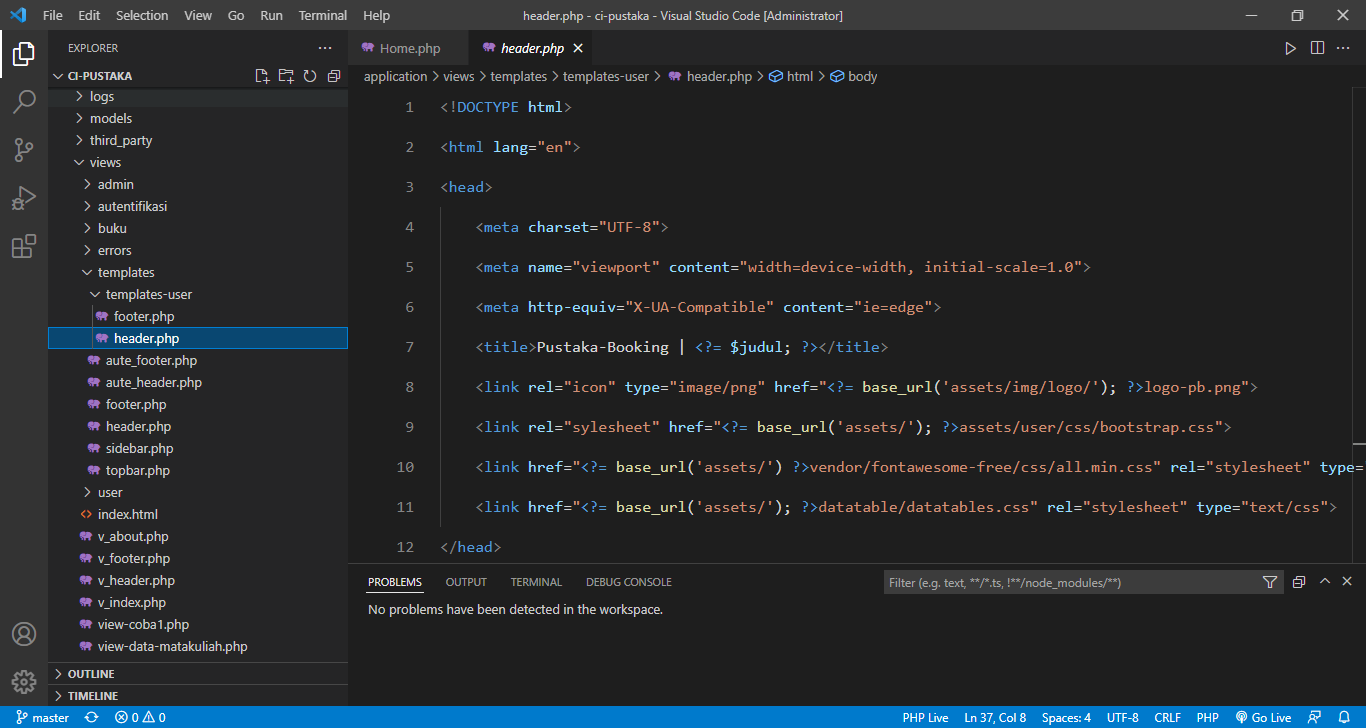 File Edit Selection View Go Run Terminal Help header.php - ci-pustaka - Visual Studio Code [Administrator]
EXPLORER
CI-PUSTAKA
logs
models
third_party
views
admin
autentifikasi
buku
errors
templates
templates-user
footer.php
header.php
aute_footer.php
aute_header.php
footer.php
header.php
sidebar.php
topbar.php
user
index.html
v_about.php
v_footer.php
v_header.php
v_index.php
view-coba1.php
view-data-matakuliah.php
OUTLINE
TIMELINE
Home.php header.php
application > views > templates > templates-user > header.php > html > body
1 <!DOCTYPE html>
2 <html lang="en">
3 <head>
4 <meta charset="UTF-8">
5 <meta name="viewport" content="width=device-width, initial-scale=1.0">
6 <meta http-equiv="X-UA-Compatible" content="ie=edge">
7 <title>Pustaka-Booking | <?= $judul; ?></title>
8 <link rel="icon" type="image/png" href="<?= base_url('assets/img/logo/'); ?>logo-pb.png">
9 <link rel="sylesheet" href="<?= base_url('assets/'); ?>assets/user/css/bootstrap.css">
10 <link href="<?= base_url('assets/') ?>vendor/fontawesome-free/css/all.min.css" rel="stylesheet" type=
11 <link href="<?= base_url('assets/'); ?>datatable/datatables.css" rel="stylesheet" type="text/css">
12 </head>
PROBLEMS OUTPUT TERMINAL DEBUG CONSOLE Filter (e.g. text, **/*.ts, !**/node_modules/**)
No problems have been detected in the workspace.
master 0 0 PHP Live Ln 37, Col 8 Spaces: 4 UTF-8 CRLF PHP Go Live